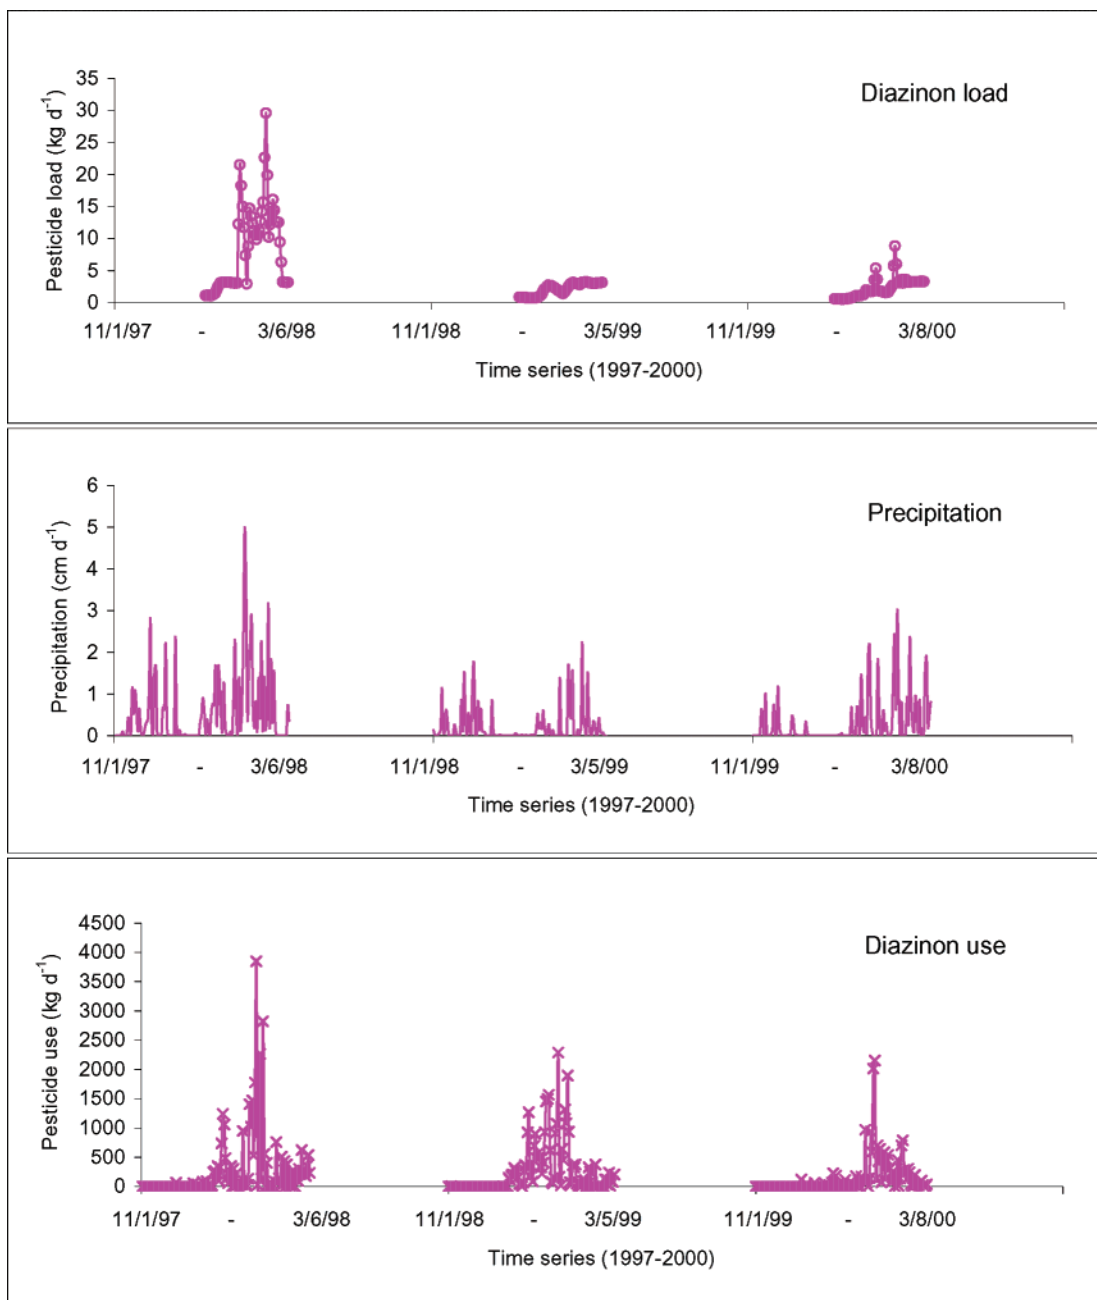 Diazinon load
Pesticide load (kg d⁻¹)
35
30
25
20
15
10
5
0
11/1/97 - 3/6/98 11/1/98 - 3/5/99 11/1/99 - 3/8/00
Time series (1997-2000)
Precipitation
Precipitation (cm d⁻¹)
6
5
4
3
2
1
0
11/1/97 - 3/6/98 11/1/98 - 3/5/99 11/1/99 - 3/8/00
Time series (1997-2000)
Diazinon use
Pesticide use (kg d⁻¹)
4500
4000
3500
3000
2500
2000
1500
1000
500
0
11/1/97 - 3/6/98 11/1/98 - 3/5/99 11/1/99 - 3/8/00
Time series (1997-2000)